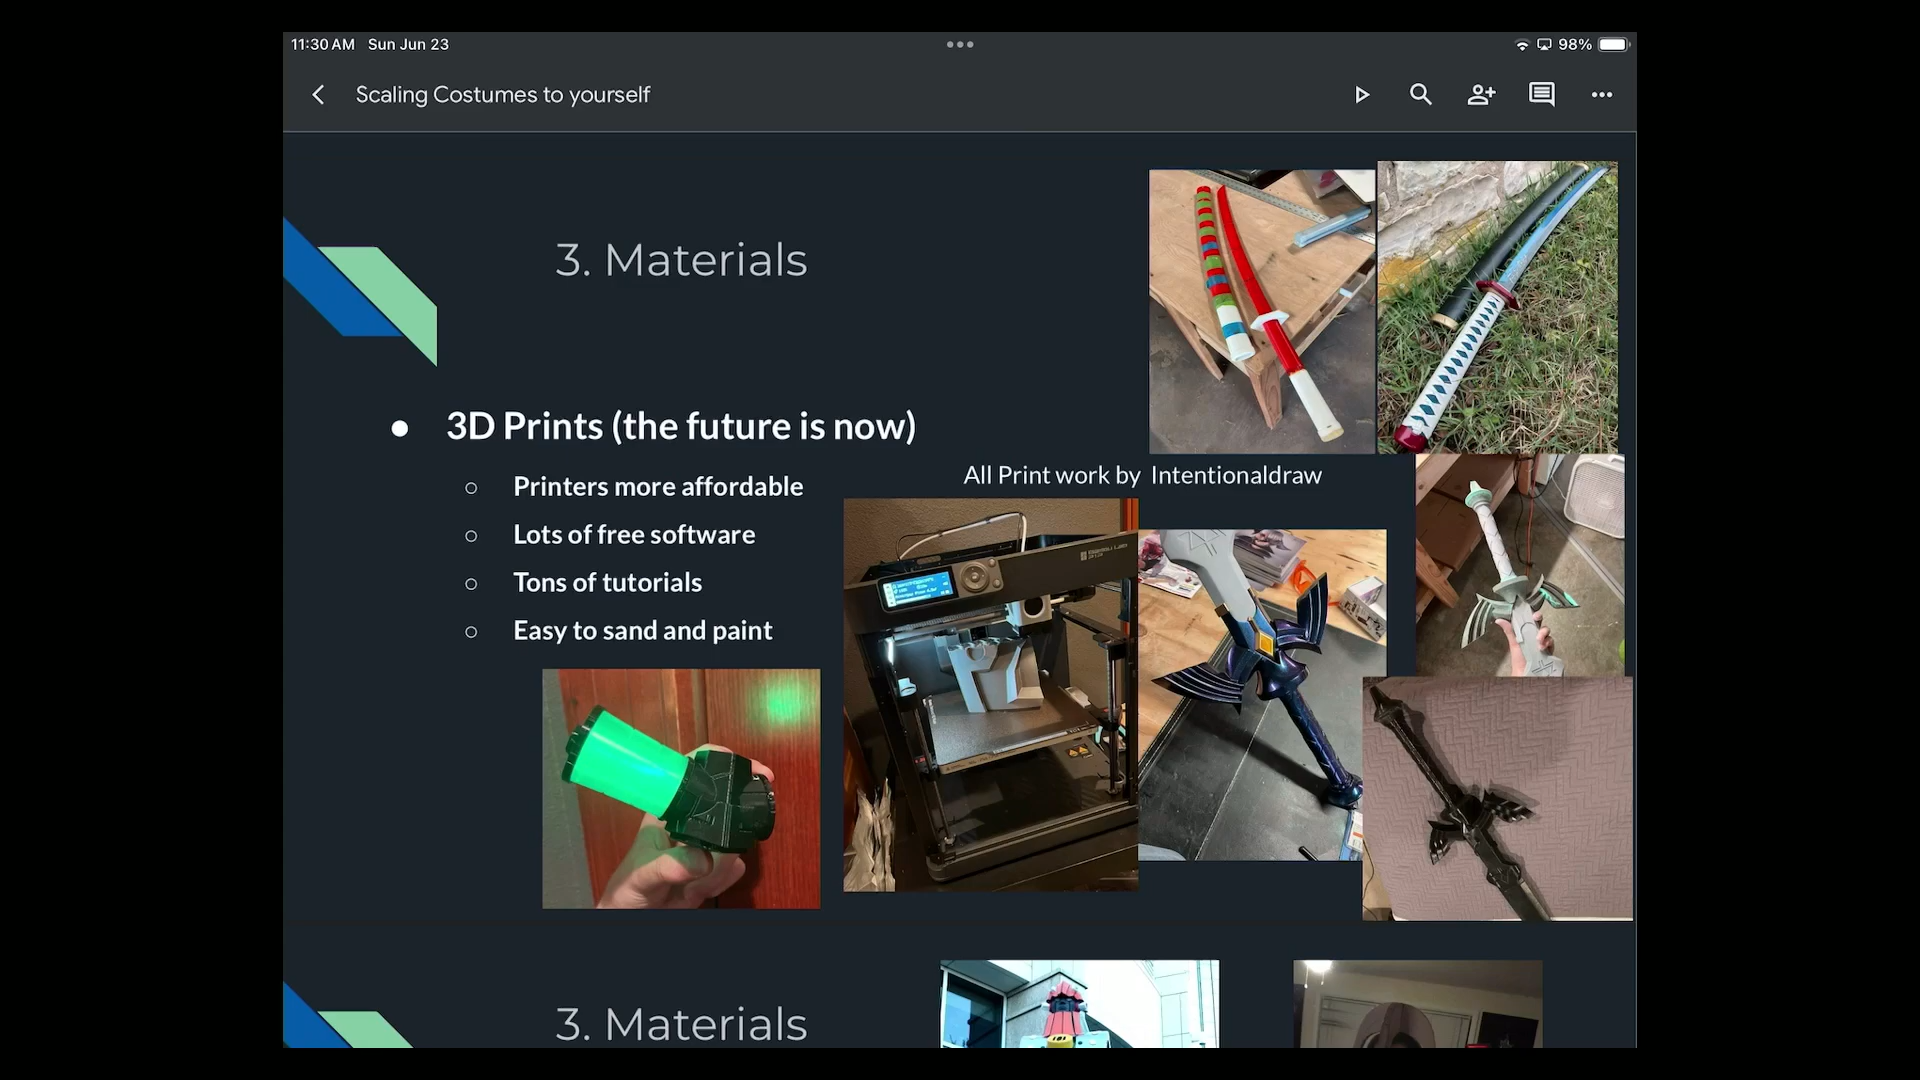 11:30 AM Sun Jun 23
98%
Scaling Costumes to yourself
3. Materials
3D Prints (the future is now)
All Print work by Intentionaldraw
Printers more affordable
Lots of free software
Tons of tutorials
Easy to sand and paint
3. Materials